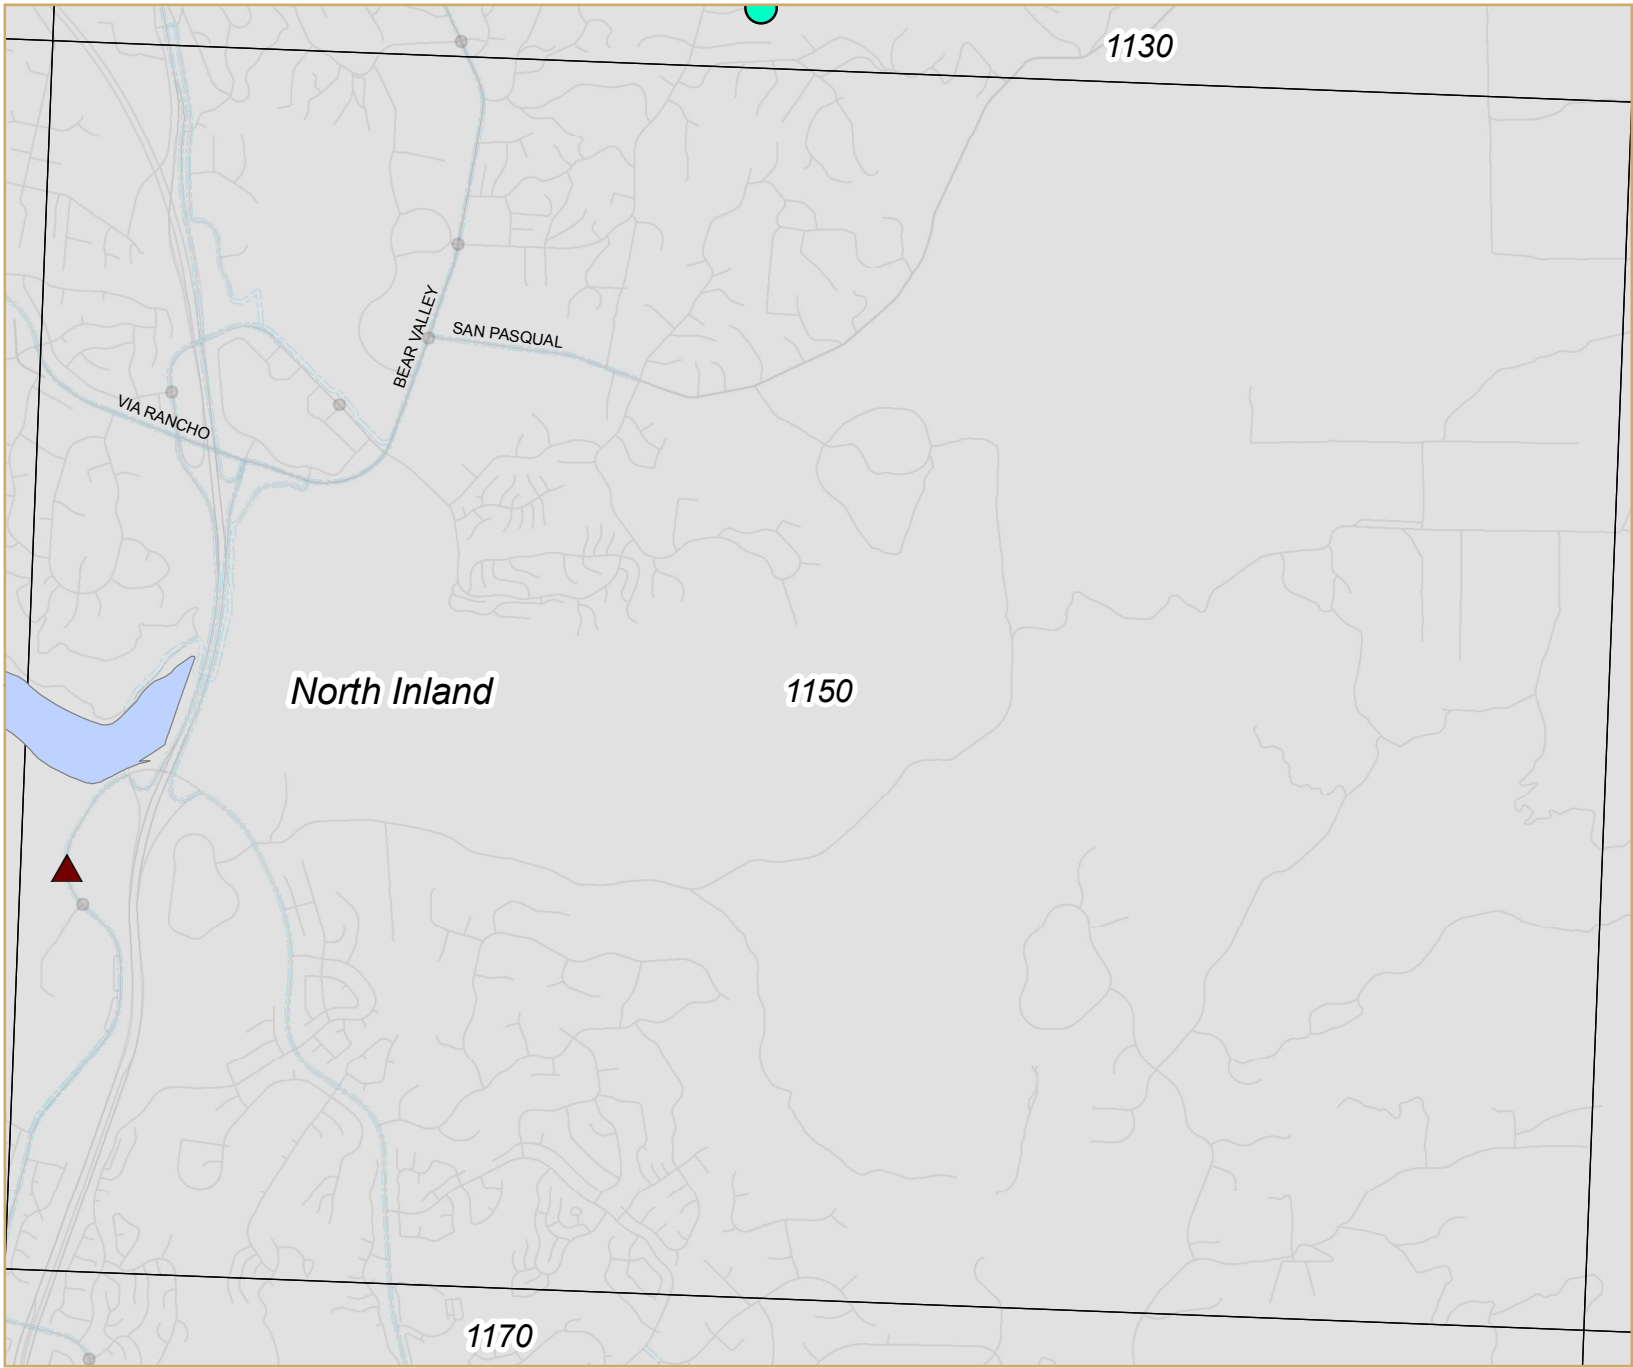 1130
BEAR VALLEY
SAN PASQUAL
VIA RANCHO
North Inland
1150
1170